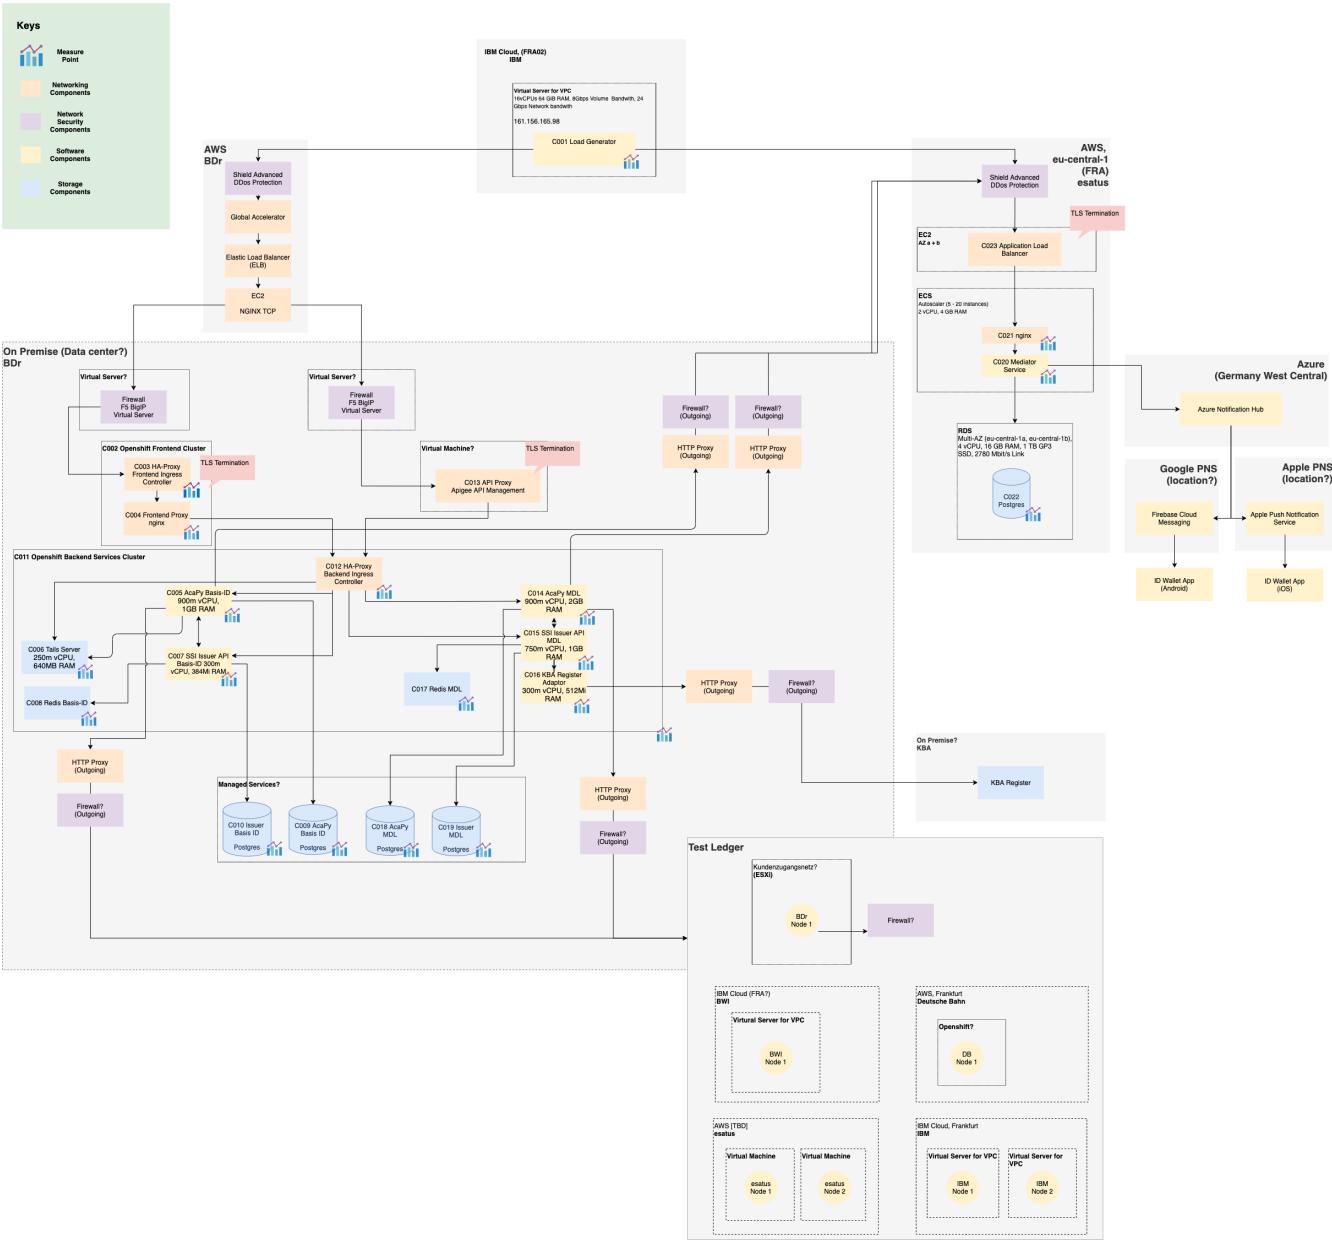 Keys
Measure
Point
Networking
Components
Network
Security
Components
Software
Components
Storage
Components
IBM Cloud, (FRA02)
IBM
Virtual Server for VPC
16vCPUs 64 GiB RAM, 8Gbps Volume Bandwith, 24
Gbps Network bandwith
161.156.165.98
C001 Load Generator
AWS
BDr
Shield Advanced
DDos Protection
Global Accelerator
Elastic Load Balancer
(ELB)
EC2
NGINX TCP
AWS,
eu-central-1
(FRA)
esatus
Shield Advanced
DDos Protection
TLS Termination
EC2
AZ a + b
C023 Application Load
Balancer
ECS
Autoscaler (5 - 20 instances)
2 vCPU, 4 GB RAM
C021 nginx
C020 Mediator
Service
RDS
Multi-AZ (eu-central-1a, eu-central-1b),
4 vCPU, 16 GB RAM, 1 TB GP3
SSD, 2780 Mbit/s Link
C022
Postgres
Azure
(Germany West Central)
Azure Notification Hub
Google PNS
(location?)
Firebase Cloud
Messaging
ID Wallet App
(Android)
Apple PNS
(location?)
Apple Push Notification
Service
ID Wallet App
(iOS)
On Premise (Data center?)
BDr
Virtual Server?
Firewall
F5 BigIP
Virtual Server
Virtual Server?
Firewall
F5 BigIP
Virtual Server
C002 Openshift Frontend Cluster
C003 HA-Proxy
Frontend Ingress
Controller
TLS Termination
C004 Frontend Proxy
nginx
Virtual Machine?
TLS Termination
C013 API Proxy
Apigee API Management
Firewall?
(Outgoing)
HTTP Proxy
(Outgoing)
Firewall?
(Outgoing)
HTTP Proxy
(Outgoing)
C011 Openshift Backend Services Cluster
C012 HA-Proxy
Backend Ingress
Controller
C005 AcaPy Basis-ID
900m vCPU,
1GB RAM
C006 Tails Server
250m vCPU,
640MB RAM
C007 SSI Issuer API
Basis-ID 300m
vCPU, 384Mi RAM
C008 Redis Basis-ID
C014 AcaPy MDL
900m vCPU, 2GB
RAM
C015 SSI Issuer API
MDL
750m vCPU, 1GB
RAM
C016 KBA Register
Adaptor
300m vCPU, 512Mi
RAM
C017 Redis MDL
HTTP Proxy
(Outgoing)
Firewall?
(Outgoing)
HTTP Proxy
(Outgoing)
Firewall?
(Outgoing)
Managed Services?
C010 Issuer
Basis ID
Postgres
C009 AcaPy
Basis ID
Postgres
C018 AcaPy
MDL
Postgres
C019 Issuer
MDL
Postgres
HTTP Proxy
(Outgoing)
Firewall?
(Outgoing)
On Premise?
KBA
KBA Register
Test Ledger
Kundenzugangsnetz?
(ESXi)
BDr
Node 1
Firewall?
IBM Cloud (FRA?)
BWI
Virtural Server for VPC
BWI
Node 1
AWS, Frankfurt
Deutsche Bahn
Openshift?
DB
Node 1
AWS [TBD]
esatus
Virtual Machine
esatus
Node 1
Virtual Machine
esatus
Node 2
IBM Cloud, Frankfurt
IBM
Virtual Server for VPC
IBM
Node 1
Virtual Server for
VPC
IBM
Node 2